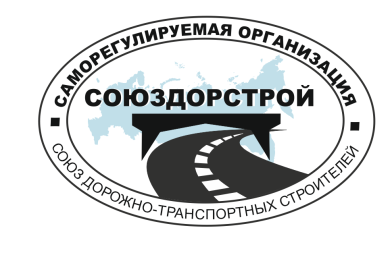 САМОРЕГУЛИРУЕМАЯ ОРГАНИЗАЦИЯ
СОЮЗДОРСТРОЙ
СОЮЗ ДОРОЖНО-ТРАНСПОРТНЫХ СТРОИТЕЛЕЙ